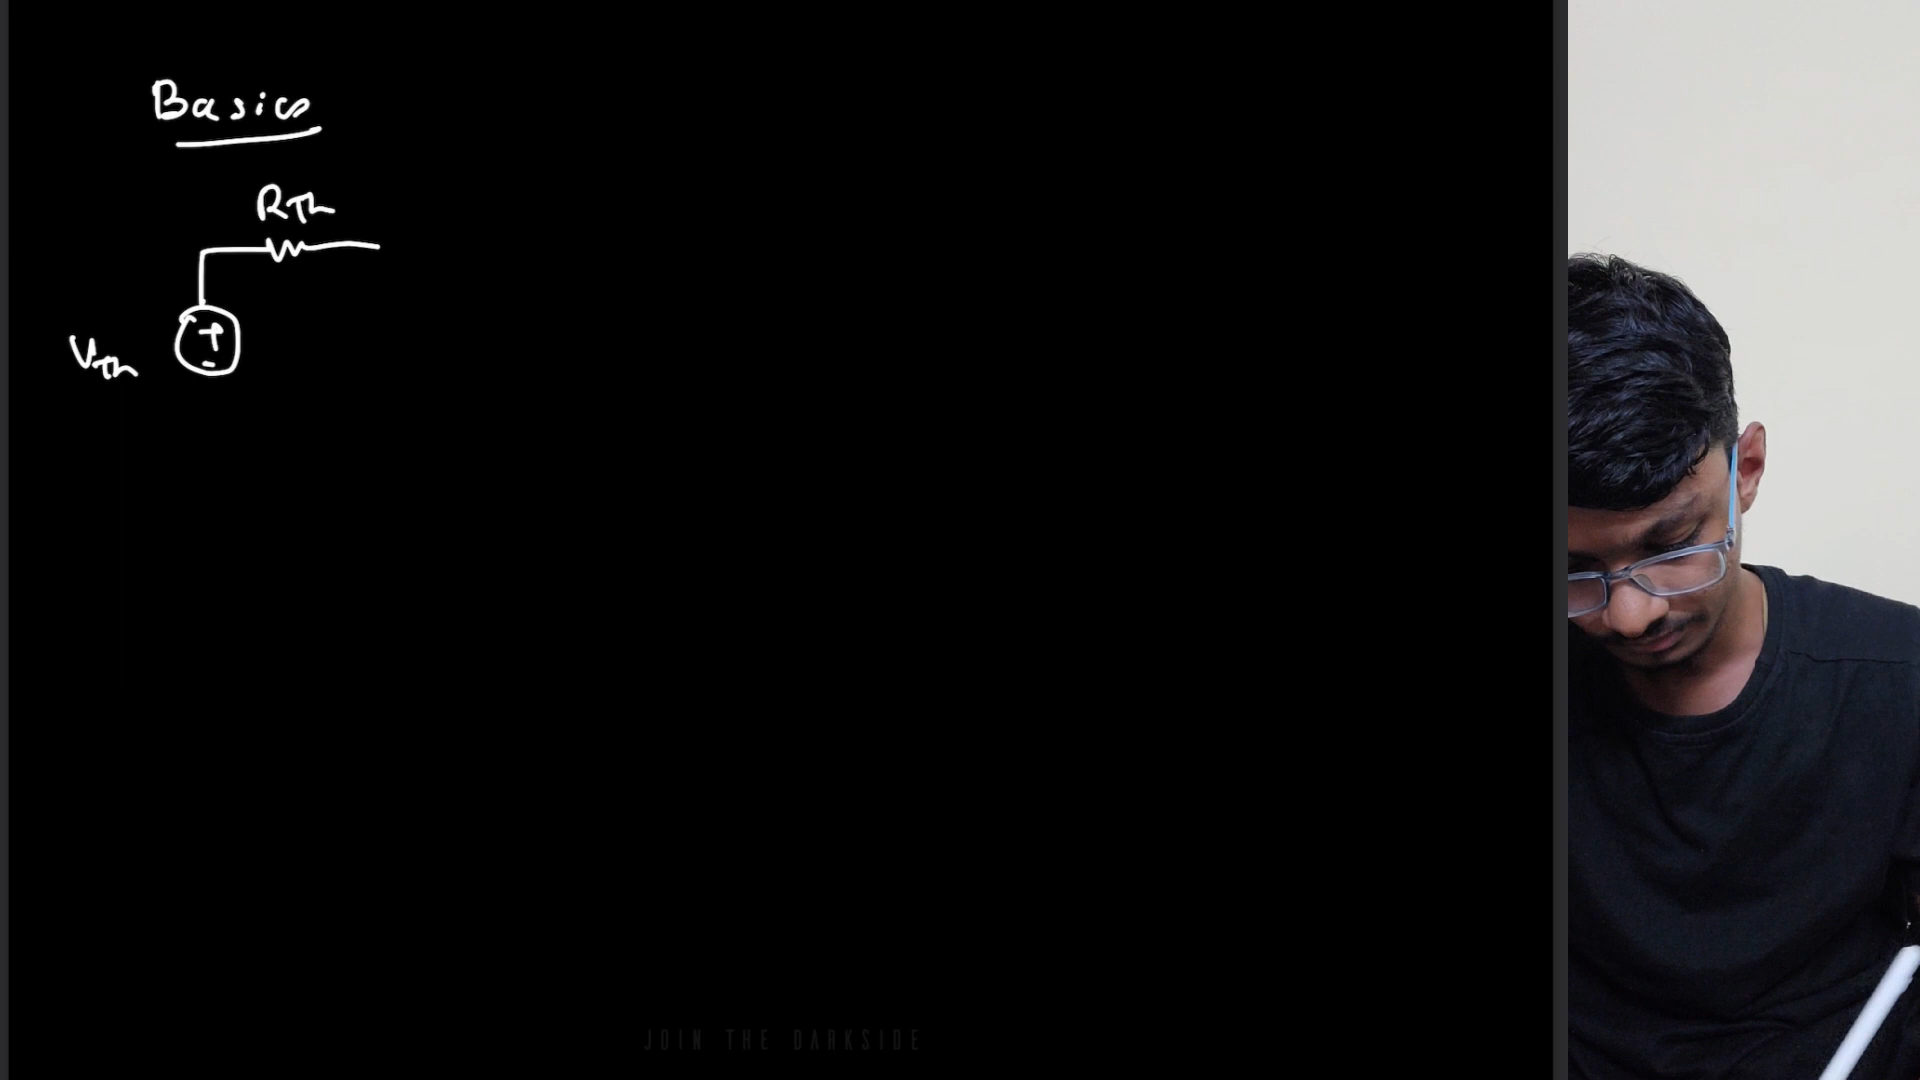 Basics
RTh
Vth
+
-
JOIN THE DARKSIDE